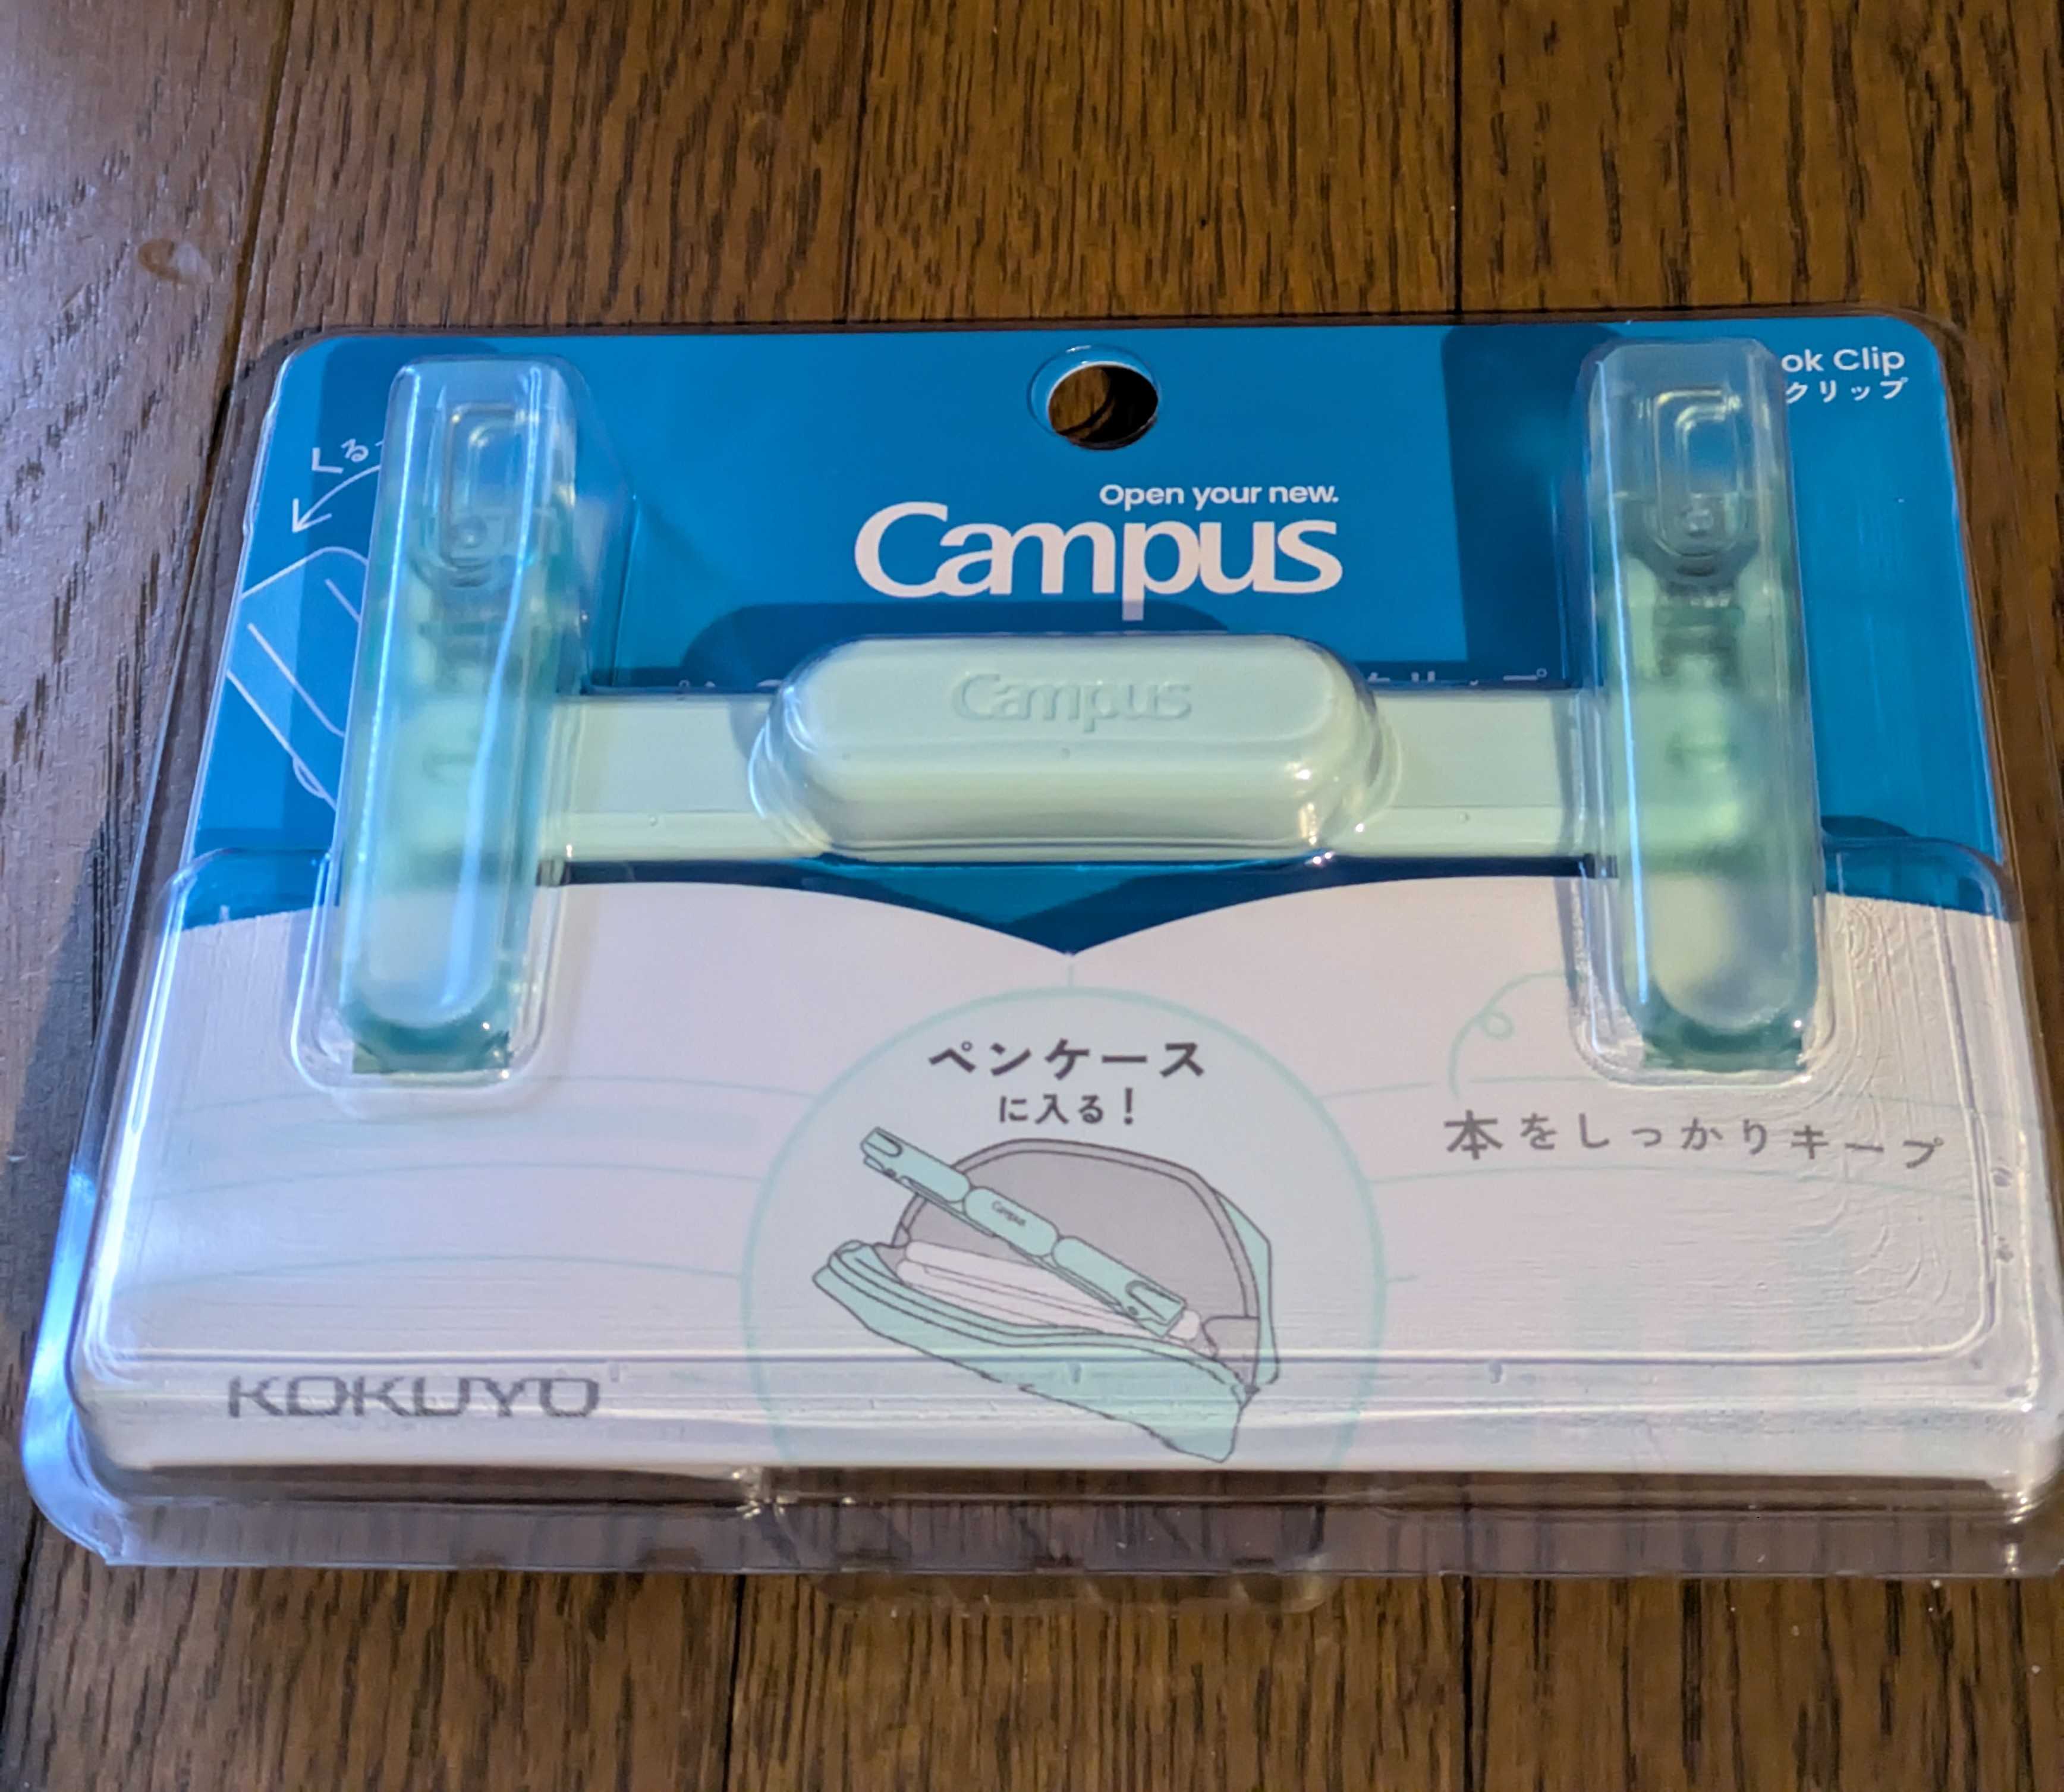 ok Clip
クリップ
くる
Open your new.
Campus
Campus
ペンケース
に入る！
Campus
本をしっかりキープ
KOKUYO